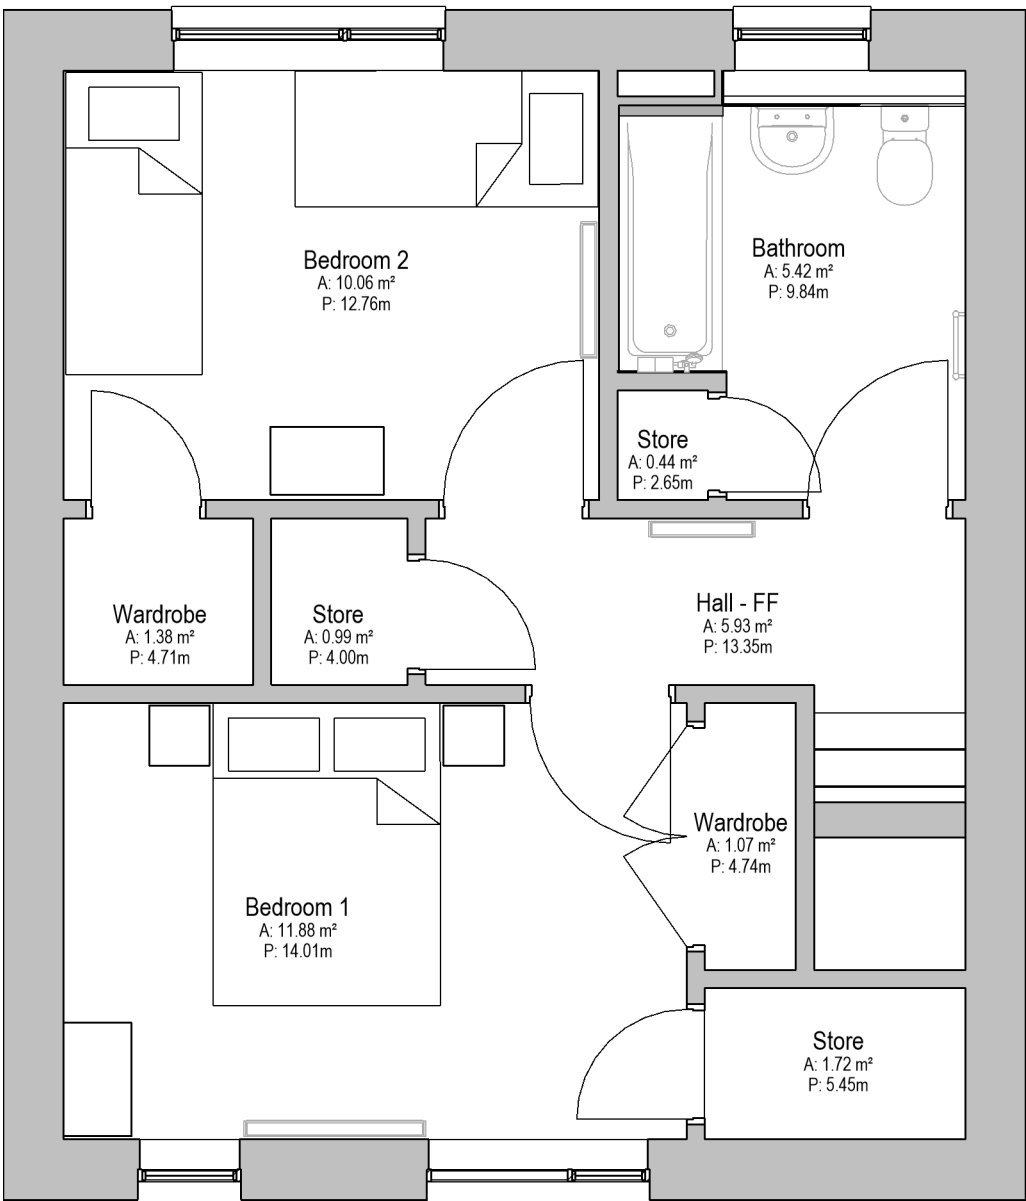 Bedroom 2
A: 10.06 m²
P: 12.76m
Bathroom
A: 5.42 m²
P: 9.84m
Store
A: 0.44 m²
P: 2.65m
Wardrobe
A: 1.38 m²
P: 4.71m
Store
A: 0.99 m²
P: 4.00m
Hall - FF
A: 5.93 m²
P: 13.35m
Wardrobe
A: 1.07 m²
P: 4.74m
Bedroom 1
A: 11.88 m²
P: 14.01m
Store
A: 1.72 m²
P: 5.45m